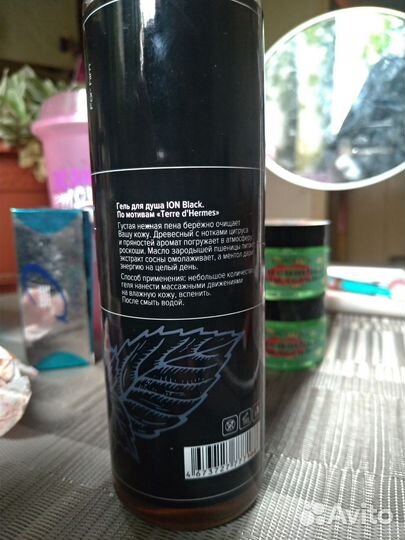 Гель для душа ION Black.
По мотивам «Terre d'Hermes»
Густая нежная пена бережно очищает
Вашу кожу. Древесный с нотками цитруса
и пряностей аромат погружает в атмосферу
роскоши. Масло зародышей пшеницы питает
экстракт сосны омолаживает, а ментол дарит
энергию на целый день.
Способ применения: небольшое количество
геля нанести массажными движениями
на влажную кожу, вспенить.
После смыть водой.
Avito